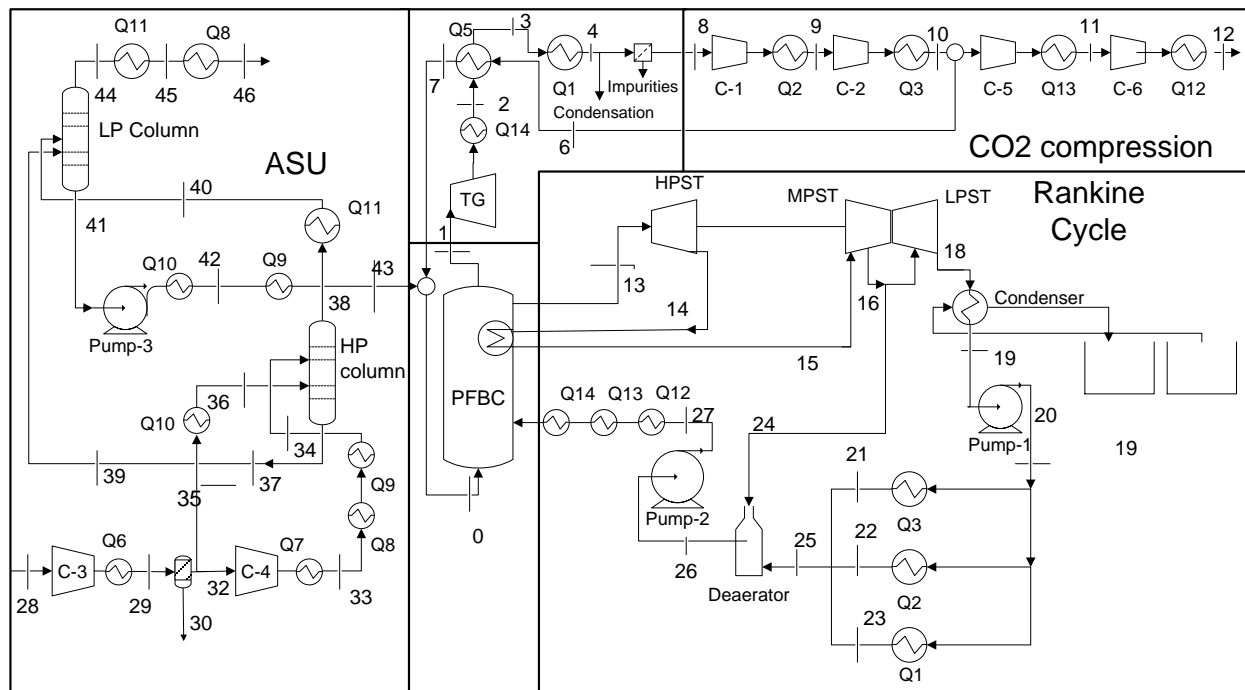 Q11
Q8
44
45
46
LP Column
ASU
40
Q11
41
Q10
42
Q9
43
38
Pump-3
HP
column
36
Q10
34
39
35
37
Q9
Q8
C-3
Q6
C-4
Q7
28
29
32
33
30
Q5
3
4
7
Q1
2
Q14
Impurities
Condensation
6
TG
1
PFBC
0
8
9
10
11
12
C-1
Q2
C-2
Q3
C-5
Q13
C-6
Q12
CO2 compression
HPST
MPST
LPST
Rankine
Cycle
13
14
15
16
18
Condenser
19
Pump-1
20
19
Q14
Q13
Q12
27
24
Pump-2
26
Deaerator
25
21
Q3
22
Q2
23
Q1